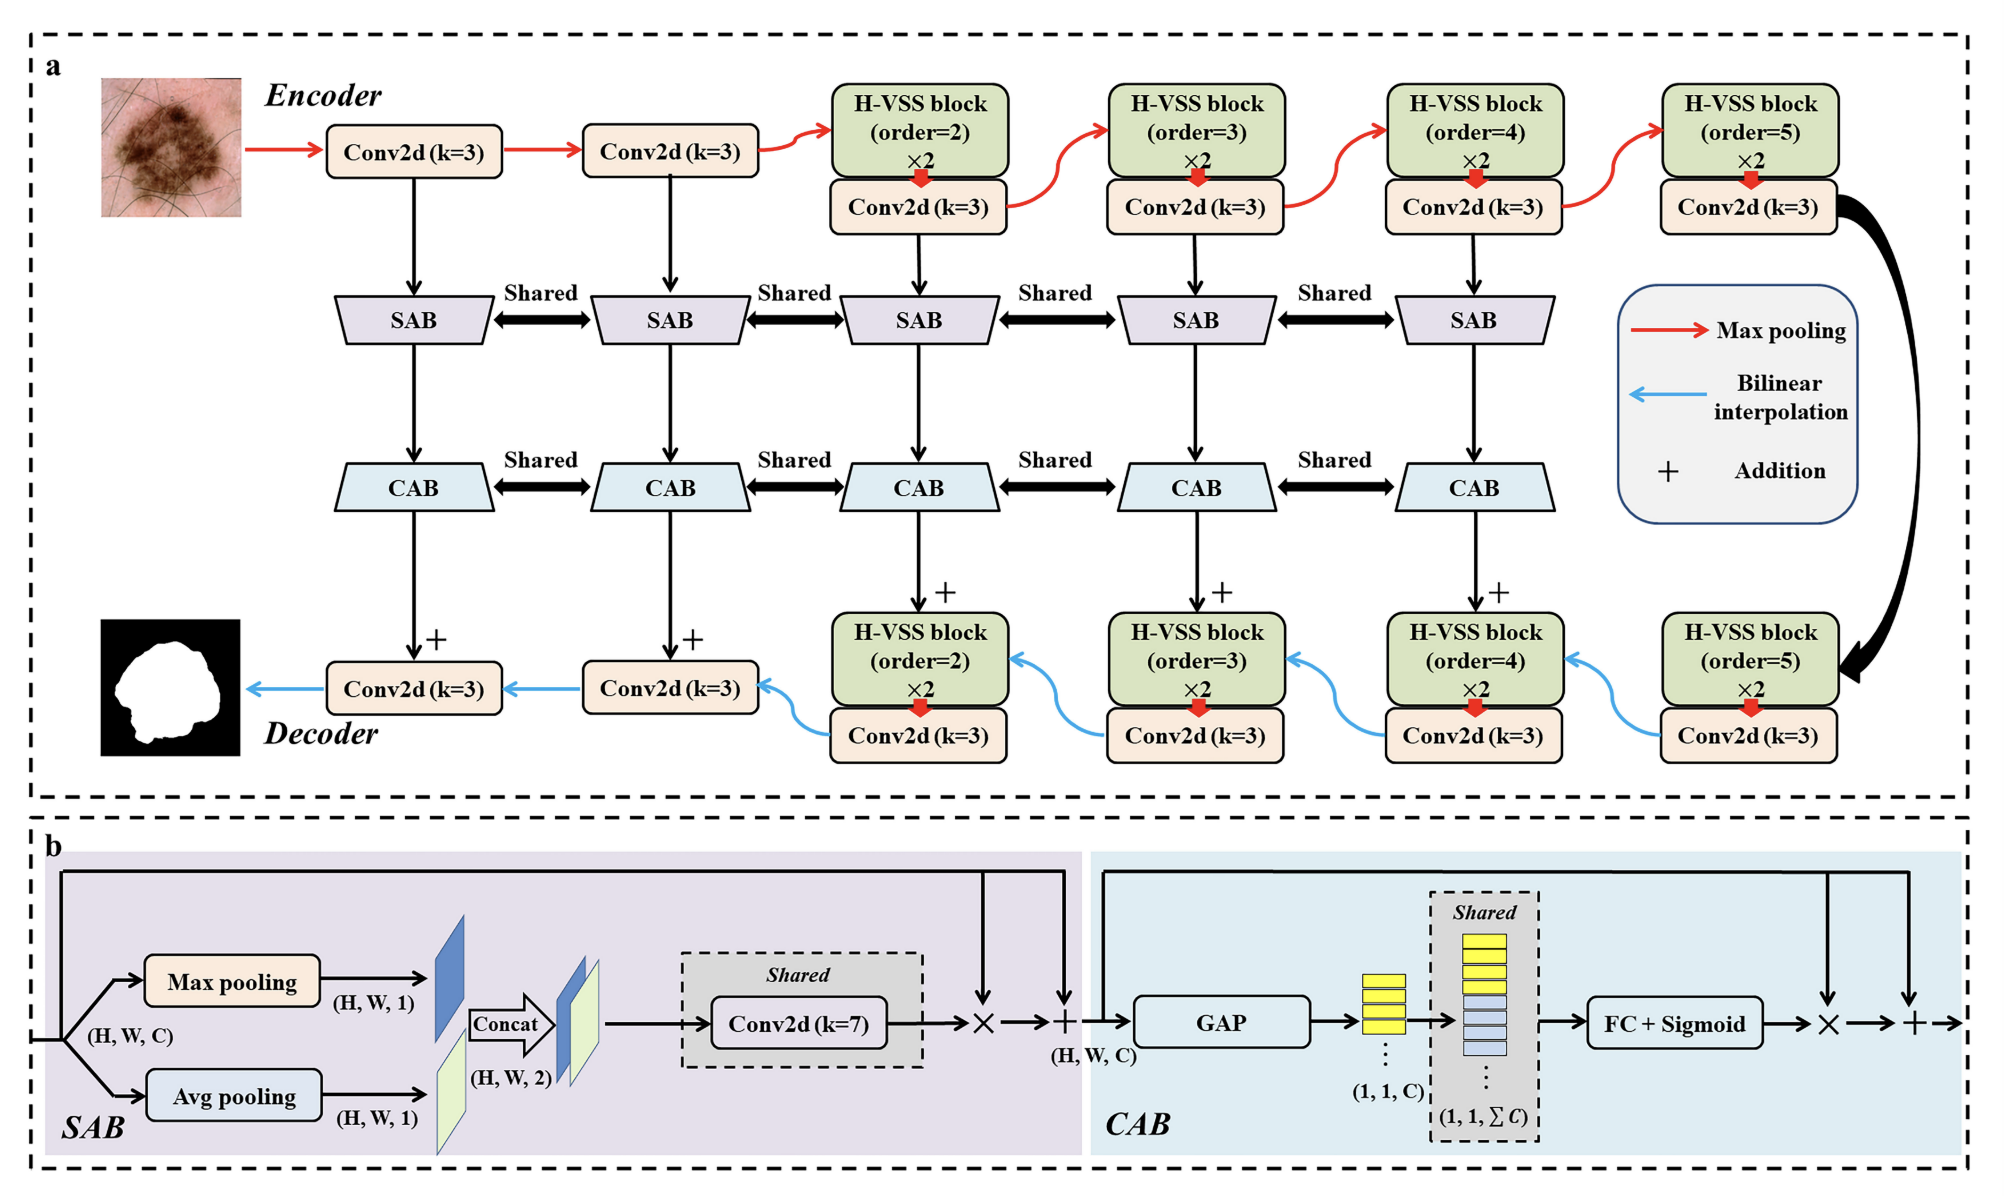 a
Encoder
Conv2d (k=3)
Conv2d (k=3)
H-VSS block
(order=2)
×2
Conv2d (k=3)
H-VSS block
(order=3)
×2
Conv2d (k=3)
H-VSS block
(order=4)
×2
Conv2d (k=3)
H-VSS block
(order=5)
×2
Conv2d (k=3)
SAB
Shared
SAB
Shared
SAB
Shared
SAB
Shared
SAB
Max pooling
Bilinear
interpolation
+ Addition
CAB
Shared
CAB
Shared
CAB
Shared
CAB
Shared
CAB
+
+
+
+
+
Conv2d (k=3)
Conv2d (k=3)
H-VSS block
(order=2)
×2
Conv2d (k=3)
H-VSS block
(order=3)
×2
Conv2d (k=3)
H-VSS block
(order=4)
×2
Conv2d (k=3)
H-VSS block
(order=5)
×2
Conv2d (k=3)
Decoder
b
(H, W, C)
Max pooling
(H, W, 1)
Avg pooling
(H, W, 1)
Concat
(H, W, 2)
Shared
Conv2d (k=7)
×
+
(H, W, C)
SAB
GAP
⋮
(1, 1, C)
Shared
⋮
(1, 1, ∑ C)
FC + Sigmoid
×
+
CAB